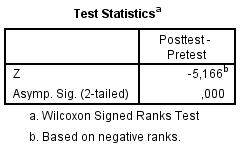 Test Statistics^a
Posttest -
Pretest
Z -5,166^b
Asymp. Sig. (2-tailed) ,000
a. Wilcoxon Signed Ranks Test
b. Based on negative ranks.